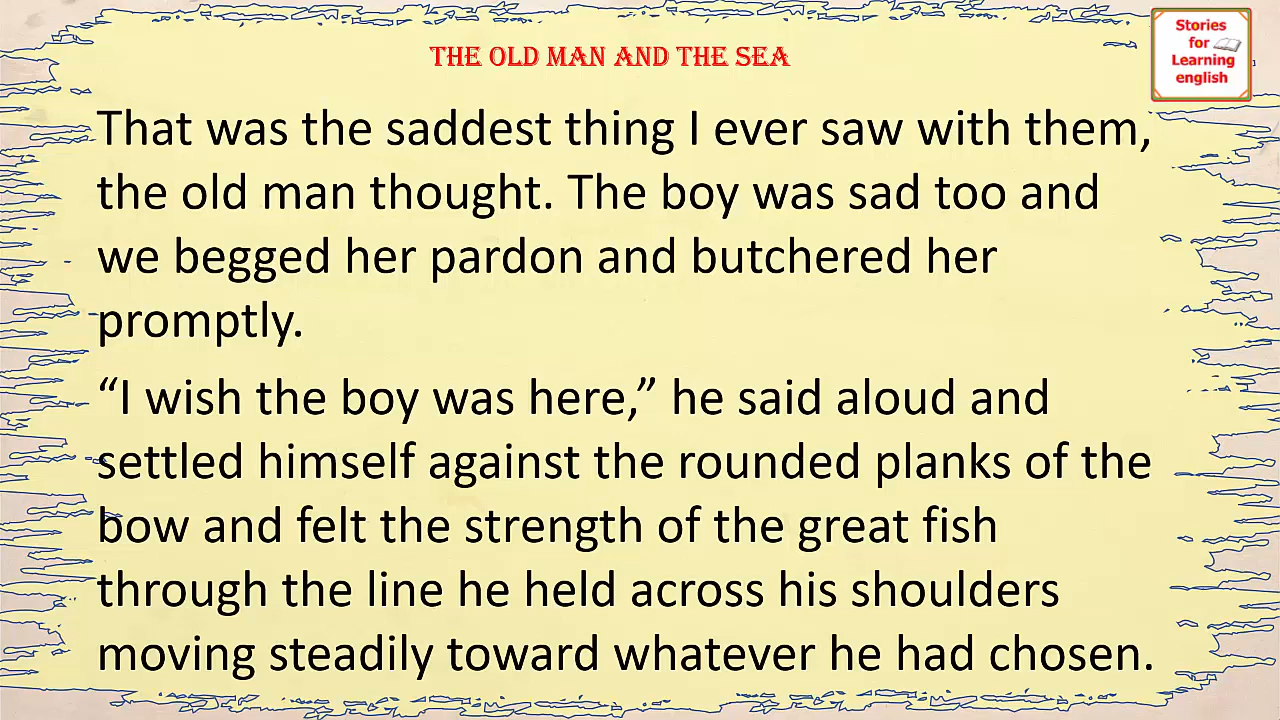 THE OLD MAN AND THE SEA
Stories
for
Learning
english
That was the saddest thing I ever saw with them,
the old man thought. The boy was sad too and
we begged her pardon and butchered her
promptly.
“I wish the boy was here,” he said aloud and
settled himself against the rounded planks of the
bow and felt the strength of the great fish
through the line he held across his shoulders
moving steadily toward whatever he had chosen.